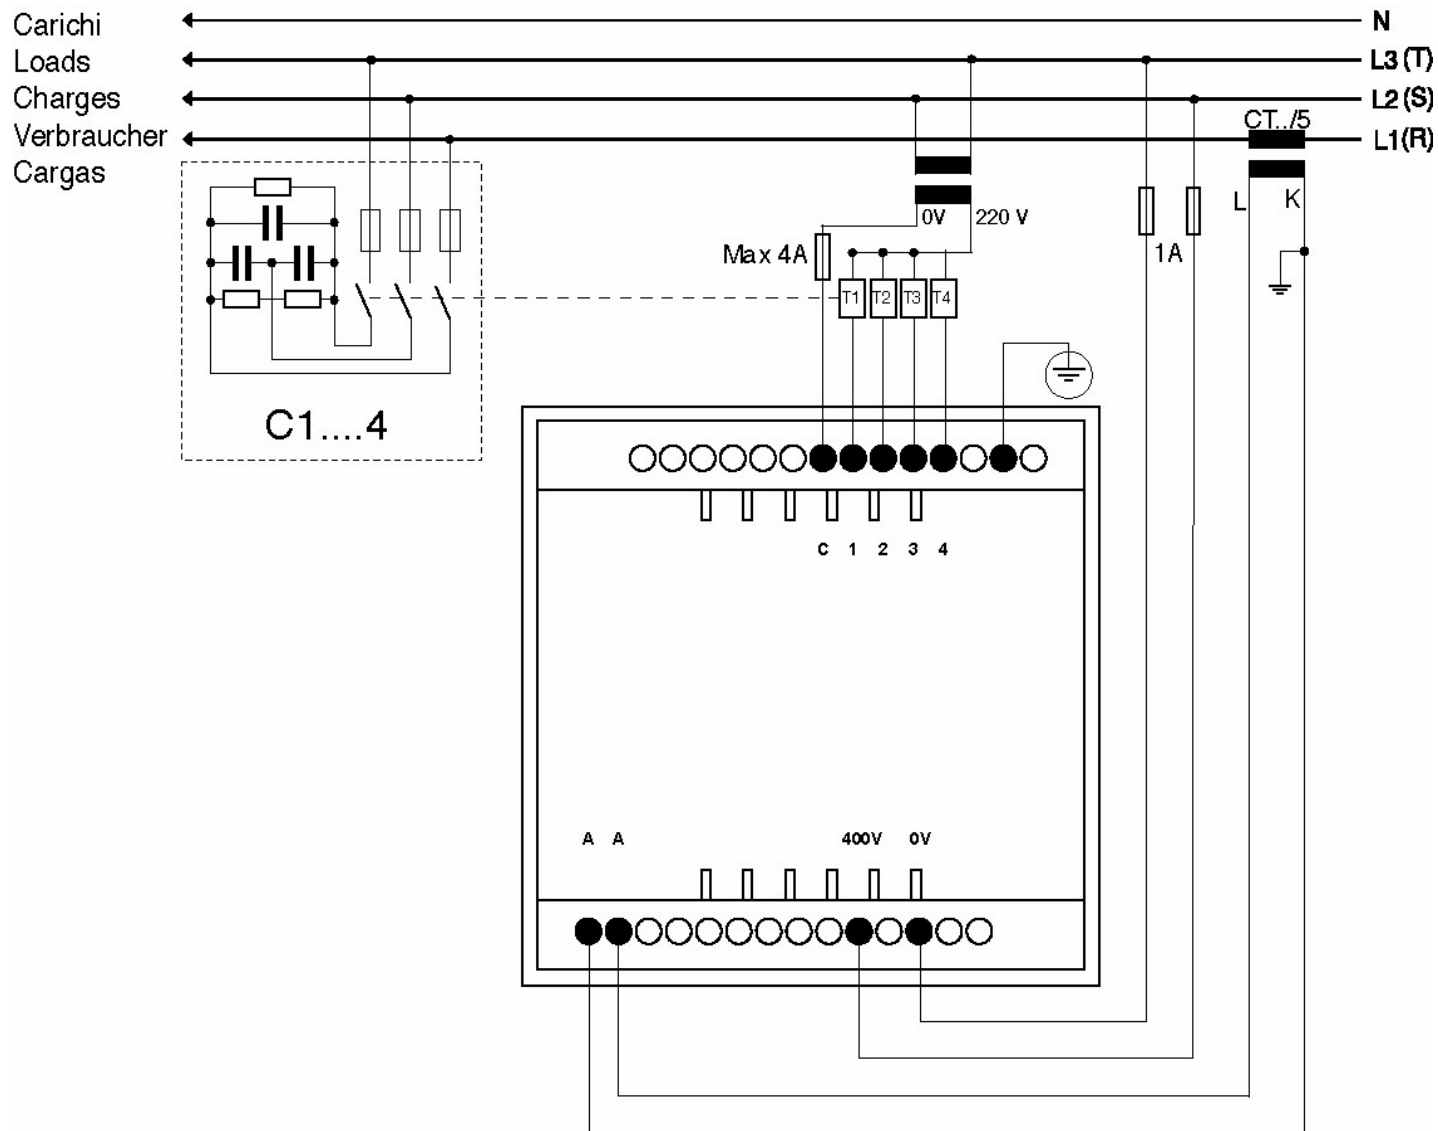 Carichi
N
Loads
L3 (T)
Charges
L2 (S)
CT../5
Verbraucher
L1(R)
Cargas
L
K
0V
220 V
Max 4A
1A
T1
T2
T3
T4
C1....4
C 1 2 3 4
A A
400V 0V